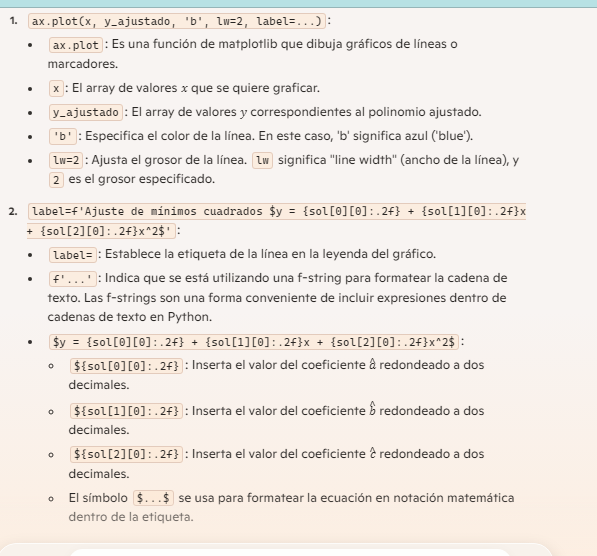 1. ax.plot(x, y_ajustado, 'b', lw=2, label=...):
• ax.plot: Es una función de matplotlib que dibuja gráficos de líneas o
marcadores.
• x: El array de valores x que se quiere graficar.
• y_ajustado: El array de valores y correspondientes al polinomio ajustado.
• 'b': Especifica el color de la línea. En este caso, 'b' significa azul ('blue').
• lw=2: Ajusta el grosor de la línea. lw significa "line width" (ancho de la línea), y
2 es el grosor especificado.
2. label=f'Ajuste de mínimos cuadrados $y = {sol[0][0]:.2f} + {sol[1][0]:.2f}x
+ {sol[2][0]:.2f}x^2$':
• label=: Establece la etiqueta de la línea en la leyenda del gráfico.
• f'...': Indica que se está utilizando una f-string para formatear la cadena de
texto. Las f-strings son una forma conveniente de incluir expresiones dentro de
cadenas de texto en Python.
• $y = {sol[0][0]:.2f} + {sol[1][0]:.2f}x + {sol[2][0]:.2f}x^2$:
○ ${sol[0][0]:.2f}: Inserta el valor del coeficiente â redondeado a dos
decimales.
○ ${sol[1][0]:.2f}: Inserta el valor del coeficiente b̂ redondeado a dos
decimales.
○ ${sol[2][0]:.2f}: Inserta el valor del coeficiente ĉ redondeado a dos
decimales.
○ El símbolo $...$ se usa para formatear la ecuación en notación matemática
dentro de la etiqueta.